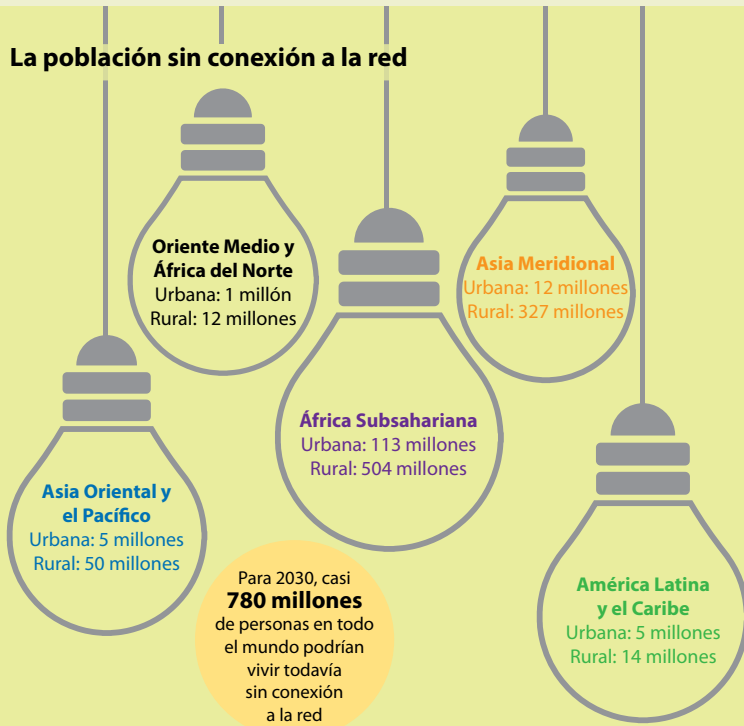 La población sin conexión a la red
Oriente Medio y
África del Norte
Urbana: 1 millón
Rural: 12 millones
Asia Meridional
Urbana: 12 millones
Rural: 327 millones
África Subsahariana
Urbana: 113 millones
Rural: 504 millones
Asia Oriental y
el Pacífico
Urbana: 5 millones
Rural: 50 millones
Para 2030, casi
780 millones
de personas en todo
el mundo podrían
vivir todavía
sin conexión
a la red
América Latina
y el Caribe
Urbana: 5 millones
Rural: 14 millones